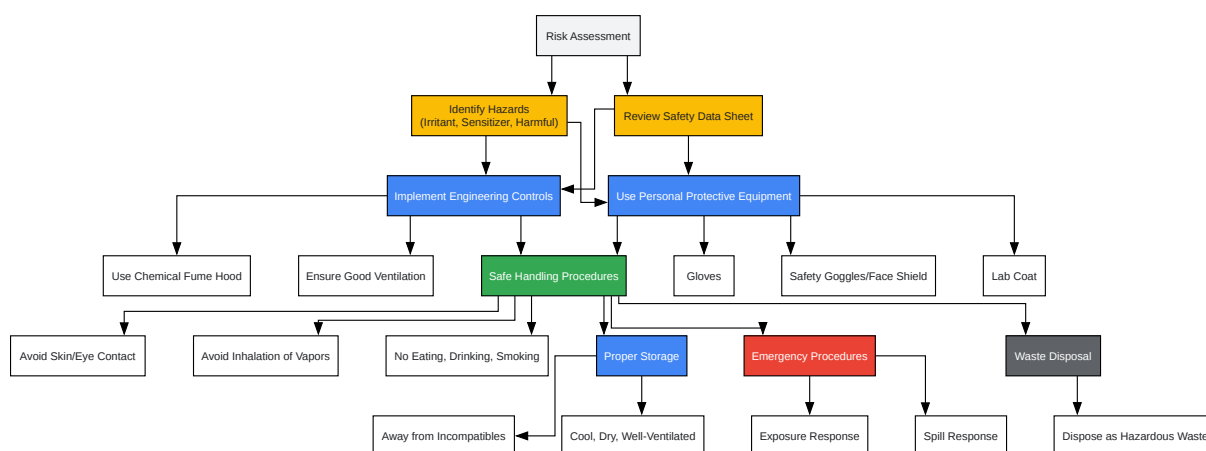 Risk Assessment
Identify Hazards
(Irritant, Sensitizer, Harmful)
Review Safety Data Sheet
Implement Engineering Controls
Use Personal Protective Equipment
Use Chemical Fume Hood
Ensure Good Ventilation
Safe Handling Procedures
Gloves
Safety Goggles/Face Shield
Lab Coat
Avoid Skin/Eye Contact
Avoid Inhalation of Vapors
No Eating, Drinking, Smoking
Proper Storage
Emergency Procedures
Waste Disposal
Away from Incompatibles
Cool, Dry, Well-Ventilated
Exposure Response
Spill Response
Dispose as Hazardous Waste